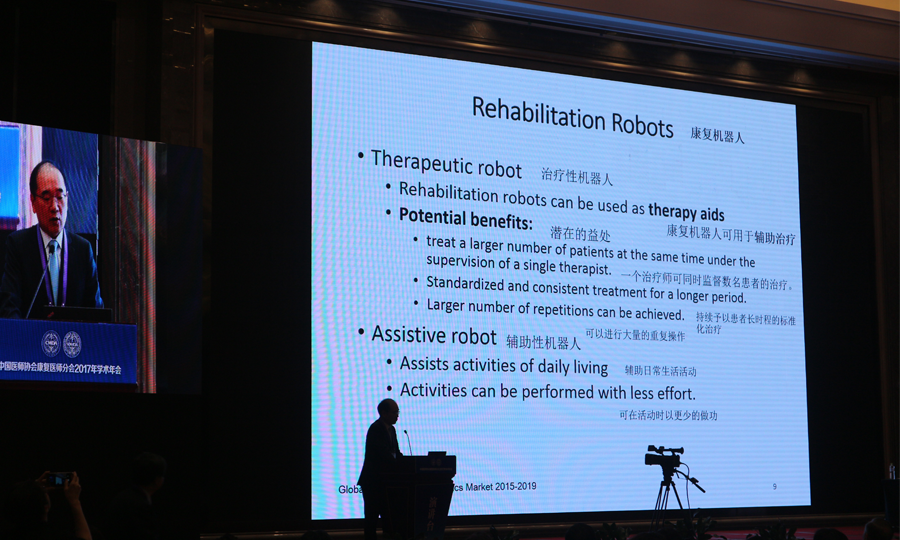 Rehabilitation Robots 康复机器人
• Therapeutic robot 治疗性机器人
• Rehabilitation robots can be used as therapy aids
康复机器人可用于辅助治疗
• Potential benefits: 潜在的益处
• treat a larger number of patients at the same time under the
supervision of a single therapist. 一个治疗师可同时监督数名患者的治疗。
• Standardized and consistent treatment for a longer period.
持续予以患者长时程的标准
化治疗
• Larger number of repetitions can be achieved.
可以进行大量的重复操作
• Assistive robot 辅助性机器人
• Assists activities of daily living 辅助日常生活活动
• Activities can be performed with less effort.
可在活动时以更少的做功
Global
cs Market 2015-2019
9
中国医师协会康复医师分会2017年学术年会